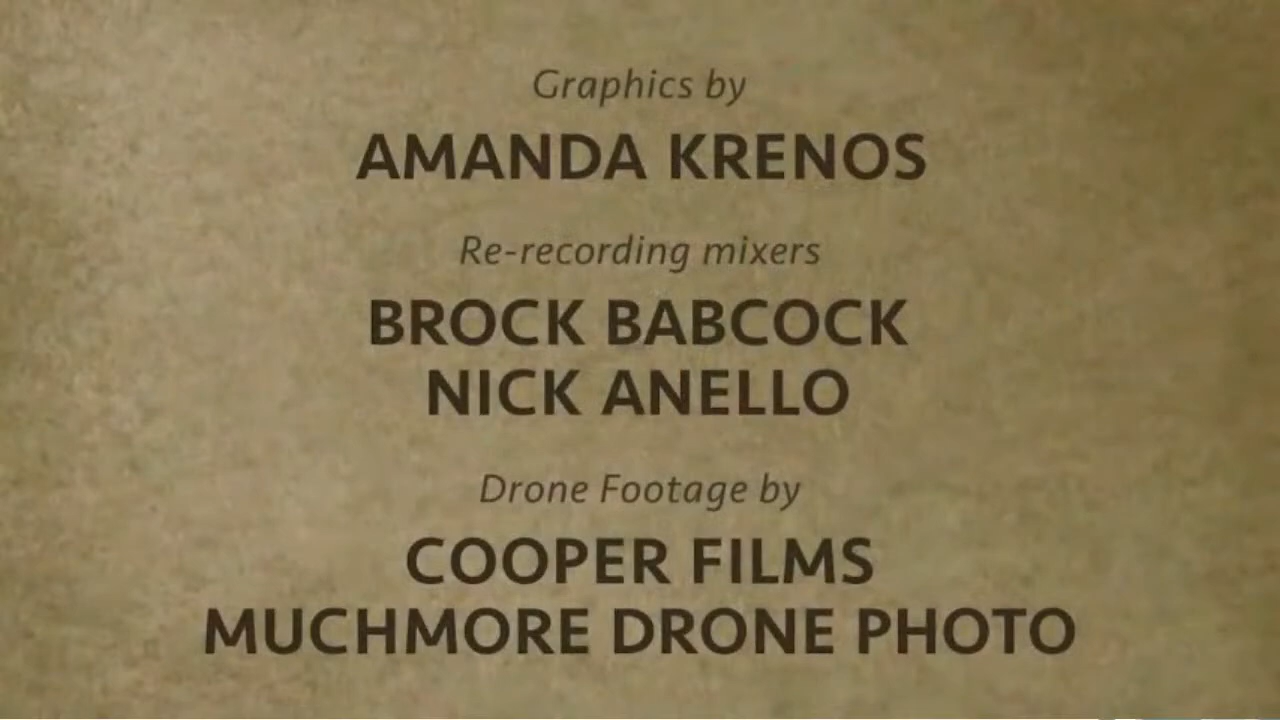 Graphics by
AMANDA KRENOS
Re-recording mixers
BROCK BABCOCK
NICK ANELLO
Drone Footage by
COOPER FILMS
MUCHMORE DRONE PHOTO